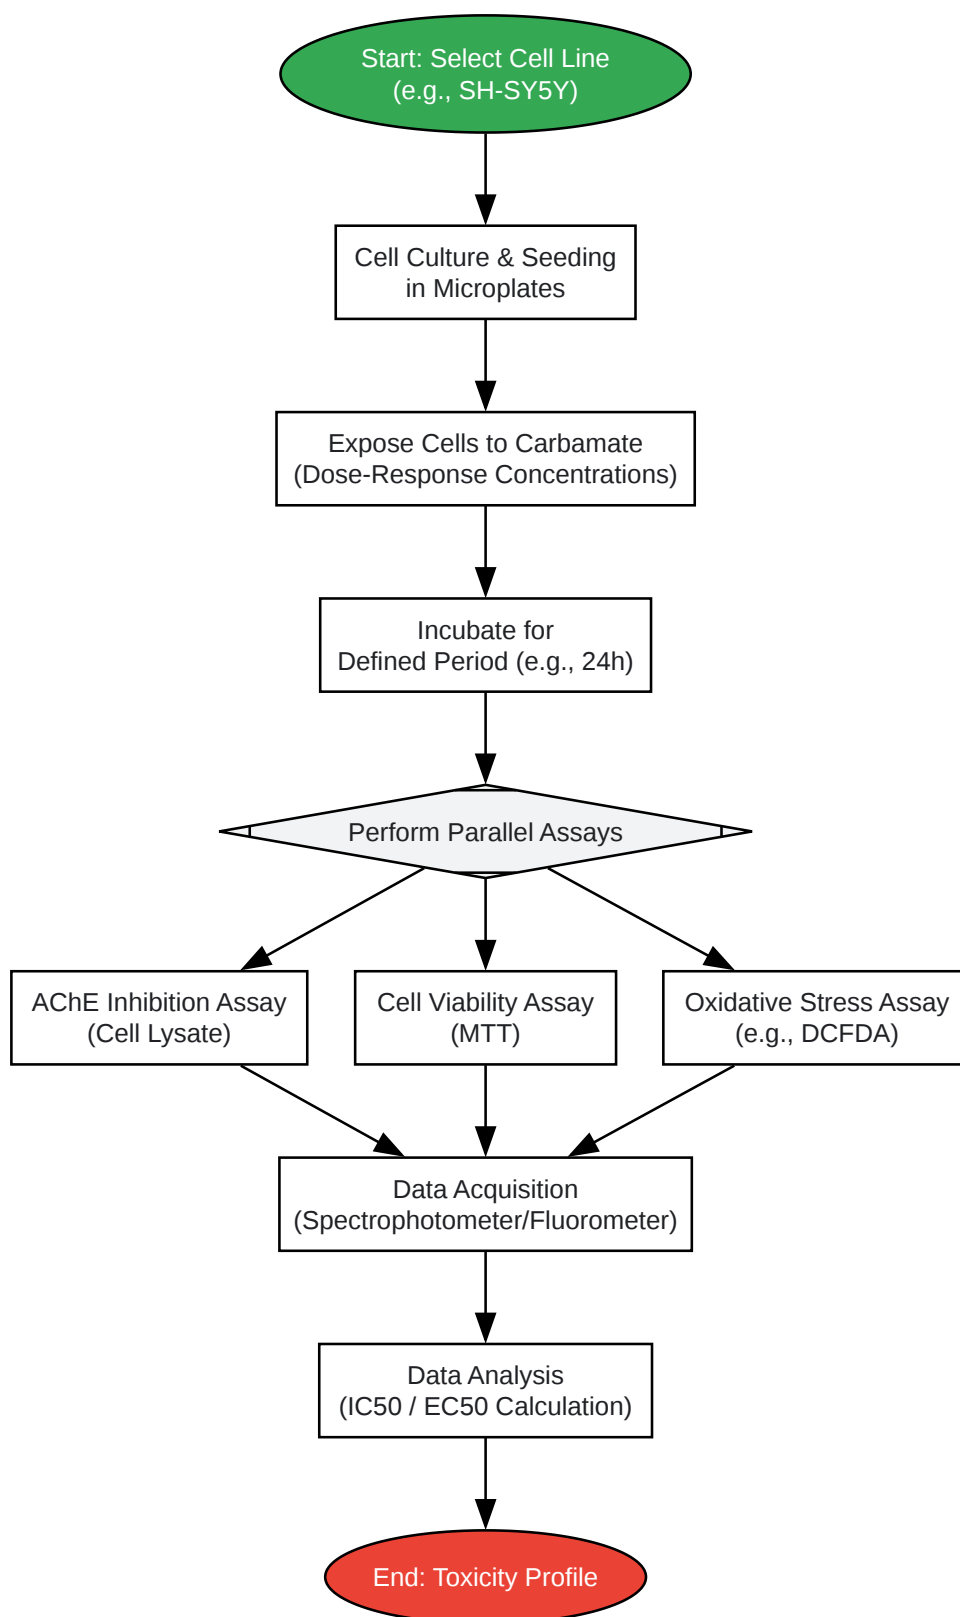 Start: Select Cell Line
(e.g., SH-SY5Y)
Cell Culture & Seeding
in Microplates
Expose Cells to Carbamate
(Dose-Response Concentrations)
Incubate for
Defined Period (e.g., 24h)
Perform Parallel Assays
AChE Inhibition Assay
(Cell Lysate)
Cell Viability Assay
(MTT)
Oxidative Stress Assay
(e.g., DCFDA)
Data Acquisition
(Spectrophotometer/Fluorometer)
Data Analysis
(IC50 / EC50 Calculation)
End: Toxicity Profile